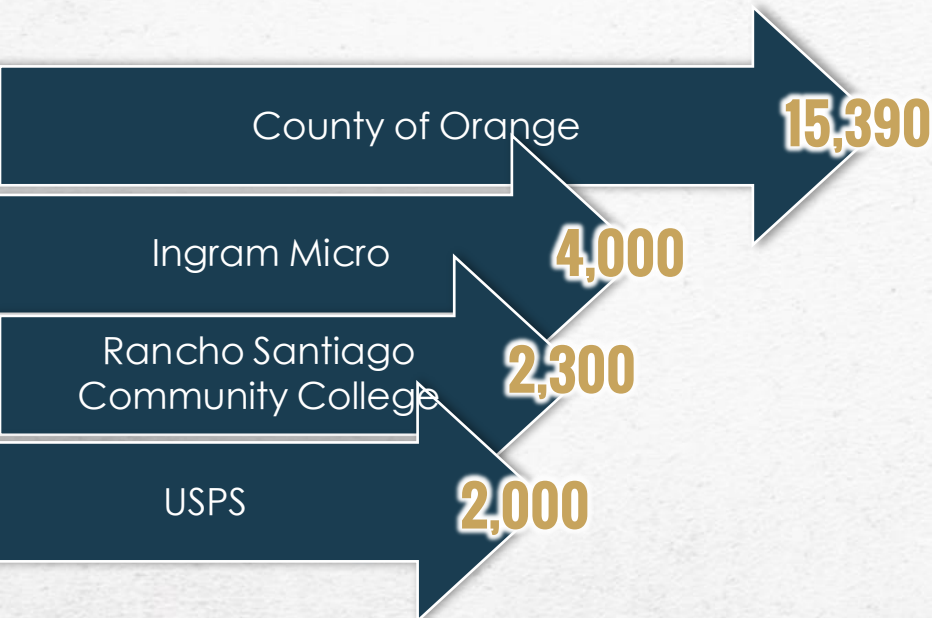 County of Orange
15,390
Ingram Micro
4,000
Rancho Santiago
Community College
2,300
USPS
2,000